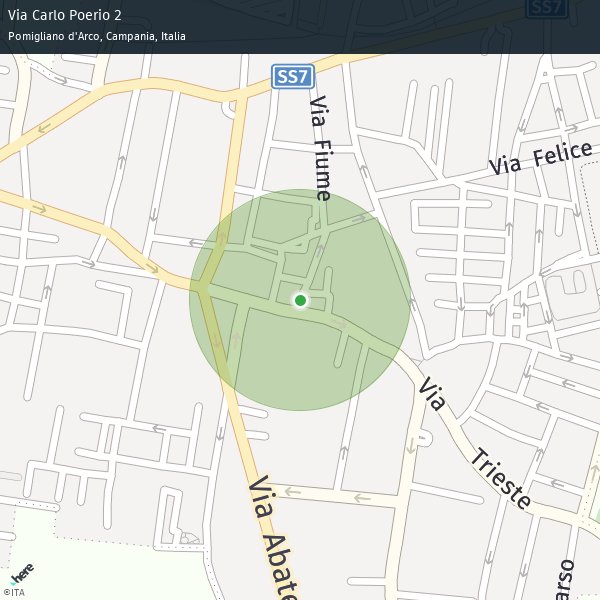 Via Carlo Poerio 2
SS7
Pomigliano d'Arco, Campania, Italia
SS7
Via Fiume
Via Felice
Via Trieste
Via Abate
arso
here
©ITA